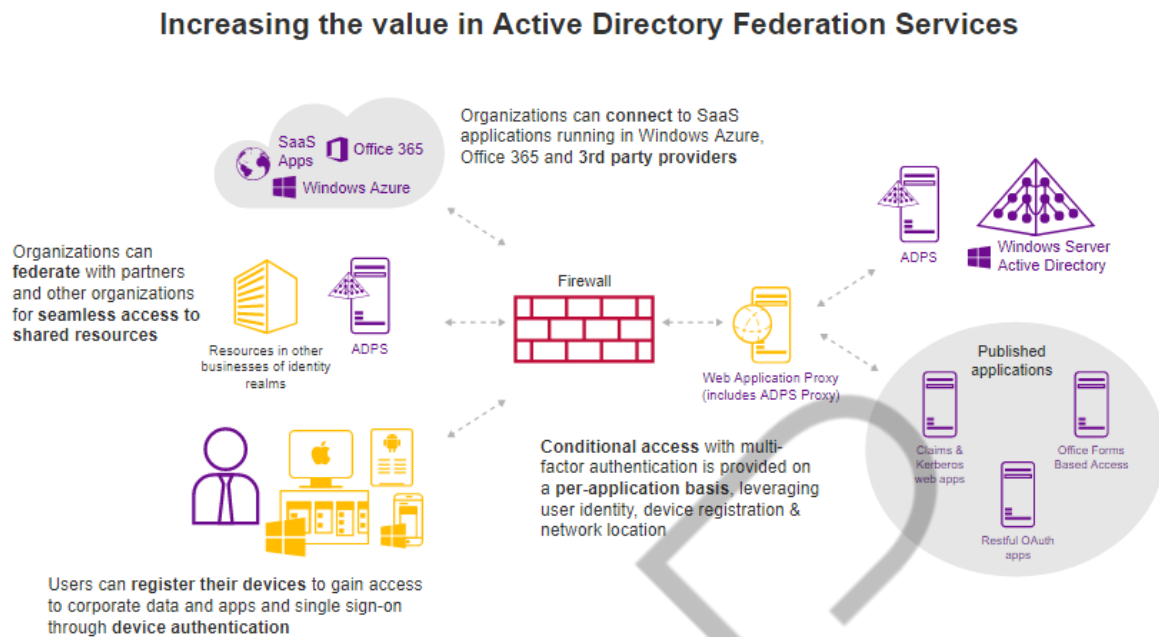 Increasing the value in Active Directory Federation Services
SaaS
Apps
Office 365
Windows Azure
Organizations can connect to SaaS
applications running in Windows Azure,
Office 365 and 3rd party providers
ADPS
Windows Server
Active Directory
Organizations can
federate with partners
and other organizations
for seamless access to
shared resources
Resources in other
businesses of identity
realms
ADPS
Firewall
Web Application Proxy
(includes ADPS Proxy)
Published
applications
Claims &
Kerberos
web apps
Office Forms
Based Access
Restful OAuth
apps
Conditional access with multi-
factor authentication is provided on
a per-application basis, leveraging
user identity, device registration &
network location
Users can register their devices to gain access
to corporate data and apps and single sign-on
through device authentication